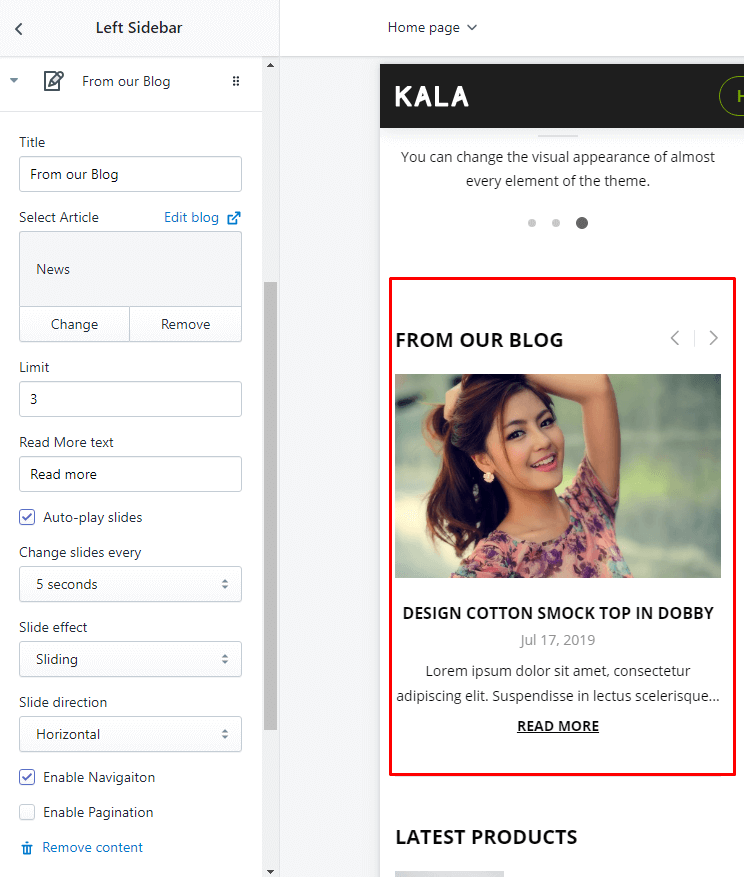 Left Sidebar
From our Blog
Title
From our Blog
Select Article
Edit blog
News
Change
Remove
Limit
3
Read More text
Read more
Auto-play slides
Change slides every
5 seconds
Slide effect
Sliding
Slide direction
Horizontal
Enable Navigaiton
Enable Pagination
Remove content
Home page
KALA
H
You can change the visual appearance of almost
every element of the theme.
FROM OUR BLOG
DESIGN COTTON SMOCK TOP IN DOBBY
Jul 17, 2019
Lorem ipsum dolor sit amet, consectetur
adipiscing elit. Suspendisse in lectus scelerisque...
READ MORE
LATEST PRODUCTS